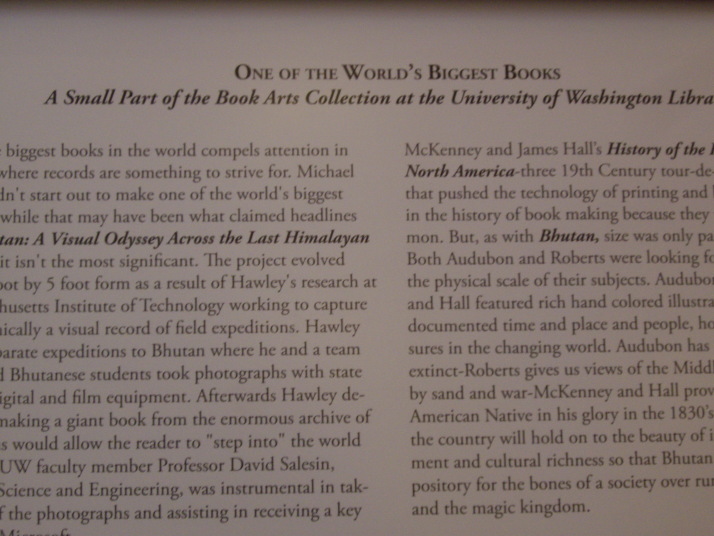 ONE OF THE WORLD'S BIGGEST BOOKS
A Small Part of the Book Arts Collection at the University of Washington Libra
biggest books in the world compels attention in
where records are something to strive for. Michael
dn't start out to make one of the world's biggest
while that may have been what claimed headlines
tan: A Visual Odyssey Across the Last Himalayan
it isn't the most significant. The project evolved
oot by 5 foot form as a result of Hawley's research at
husetts Institute of Technology working to capture
ically a visual record of field expeditions. Hawley
parate expeditions to Bhutan where he and a team
d Bhutanese students took photographs with state
igital and film equipment. Afterwards Hawley de-
making a giant book from the enormous archive of
s would allow the reader to "step into" the world
UW faculty member Professor David Salesin,
Science and Engineering, was instrumental in tak-
f the photographs and assisting in receiving a key
Microsoft
McKenney and James Hall's History of the I
North America-three 19th Century tour-de-
that pushed the technology of printing and
in the history of book making because they
mon. But, as with Bhutan, size was only pa
Both Audubon and Roberts were looking fo
the physical scale of their subjects. Audubo
and Hall featured rich hand colored illustra
documented time and place and people, ho
sures in the changing world. Audubon has
extinct-Roberts gives us views of the Middl
by sand and war-McKenney and Hall prov
American Native in his glory in the 1830's
the country will hold on to the beauty of i
ment and cultural richness so that Bhutan
pository for the bones of a society over ru
and the magic kingdom.